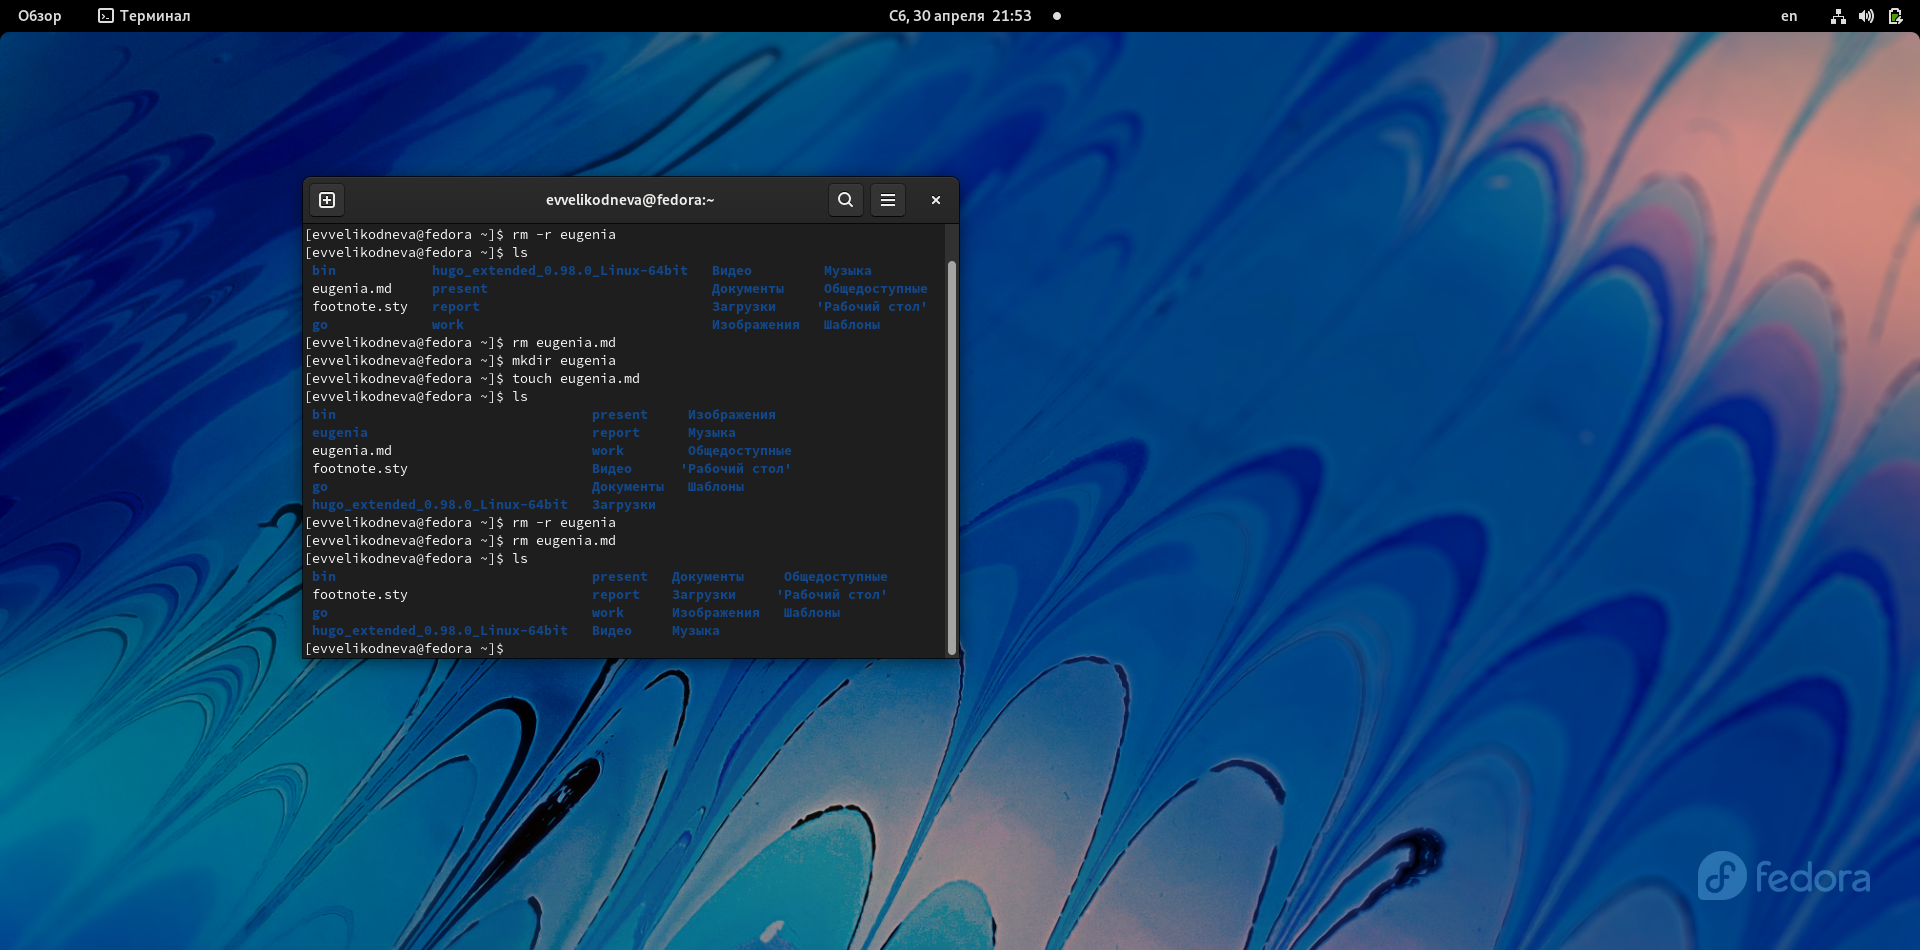 Обзор Терминал Сб, 30 апреля 21:53 en
evvelikodneva@fedora:~
[evvelikodneva@fedora ~]$ rm -r eugenia
[evvelikodneva@fedora ~]$ ls
bin hugo_extended_0.98.0_Linux-64bit Видео Музыка
eugenia.md present Документы Общедоступные
footnote.sty report Загрузки 'Рабочий стол'
go work Изображения Шаблоны
[evvelikodneva@fedora ~]$ rm eugenia.md
[evvelikodneva@fedora ~]$ mkdir eugenia
[evvelikodneva@fedora ~]$ touch eugenia.md
[evvelikodneva@fedora ~]$ ls
bin present Изображения
eugenia report Музыка
eugenia.md work Общедоступные
footnote.sty Видео 'Рабочий стол'
go Документы Шаблоны
hugo_extended_0.98.0_Linux-64bit Загрузки
[evvelikodneva@fedora ~]$ rm -r eugenia
[evvelikodneva@fedora ~]$ rm eugenia.md
[evvelikodneva@fedora ~]$ ls
bin present Документы Общедоступные
footnote.sty report Загрузки 'Рабочий стол'
go work Изображения Шаблоны
hugo_extended_0.98.0_Linux-64bit Видео Музыка
[evvelikodneva@fedora ~]$
fedora